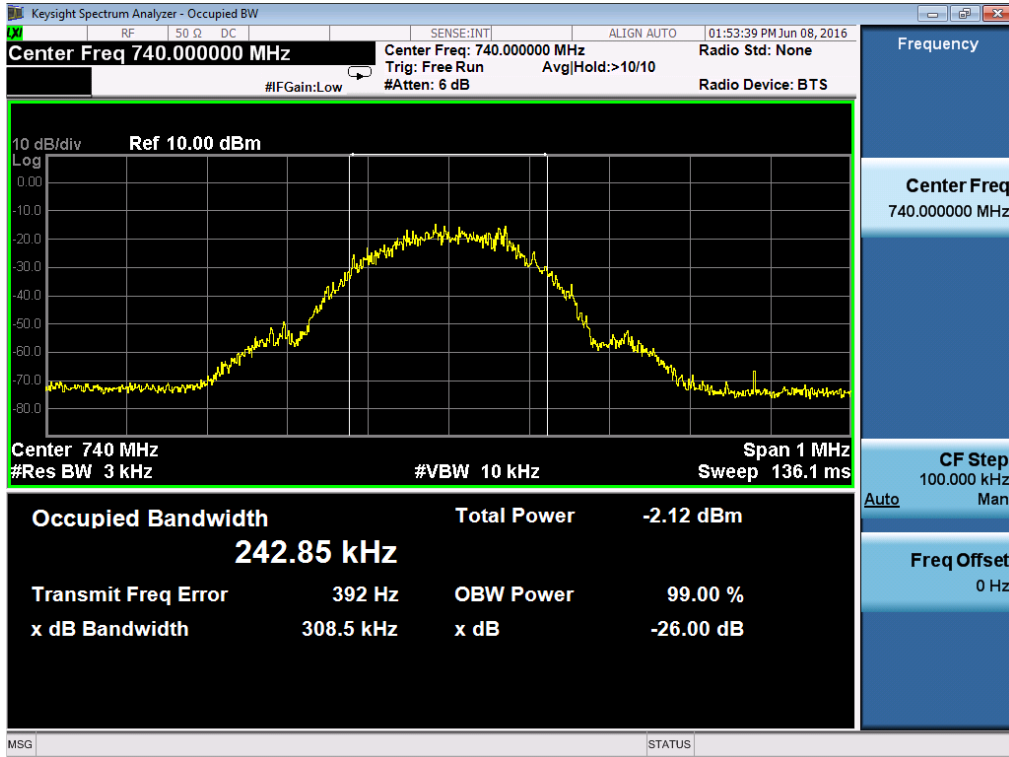 Keysight Spectrum Analyzer - Occupied BW
LXI RF 50 Ω DC SENSE:INT ALIGN AUTO 01:53:39 PM Jun 08, 2016
Center Freq 740.000000 MHz
Center Freq: 740.000000 MHz Radio Std: None
Trig: Free Run Avg|Hold:>10/10
#IFGain:Low #Atten: 6 dB Radio Device: BTS
10 dB/div Ref 10.00 dBm
Log
0.00
-10.0
-20.0
-30.0
-40.0
-50.0
-60.0
-70.0
-80.0
Center 740 MHz Span 1 MHz
#Res BW 3 kHz #VBW 10 kHz Sweep 136.1 ms
Occupied Bandwidth Total Power -2.12 dBm
242.85 kHz
Transmit Freq Error 392 Hz OBW Power 99.00 %
x dB Bandwidth 308.5 kHz x dB -26.00 dB
MSG STATUS
Frequency
Center Freq
740.000000 MHz
CF Step
100.000 kHz
Auto Man
Freq Offset
0 Hz